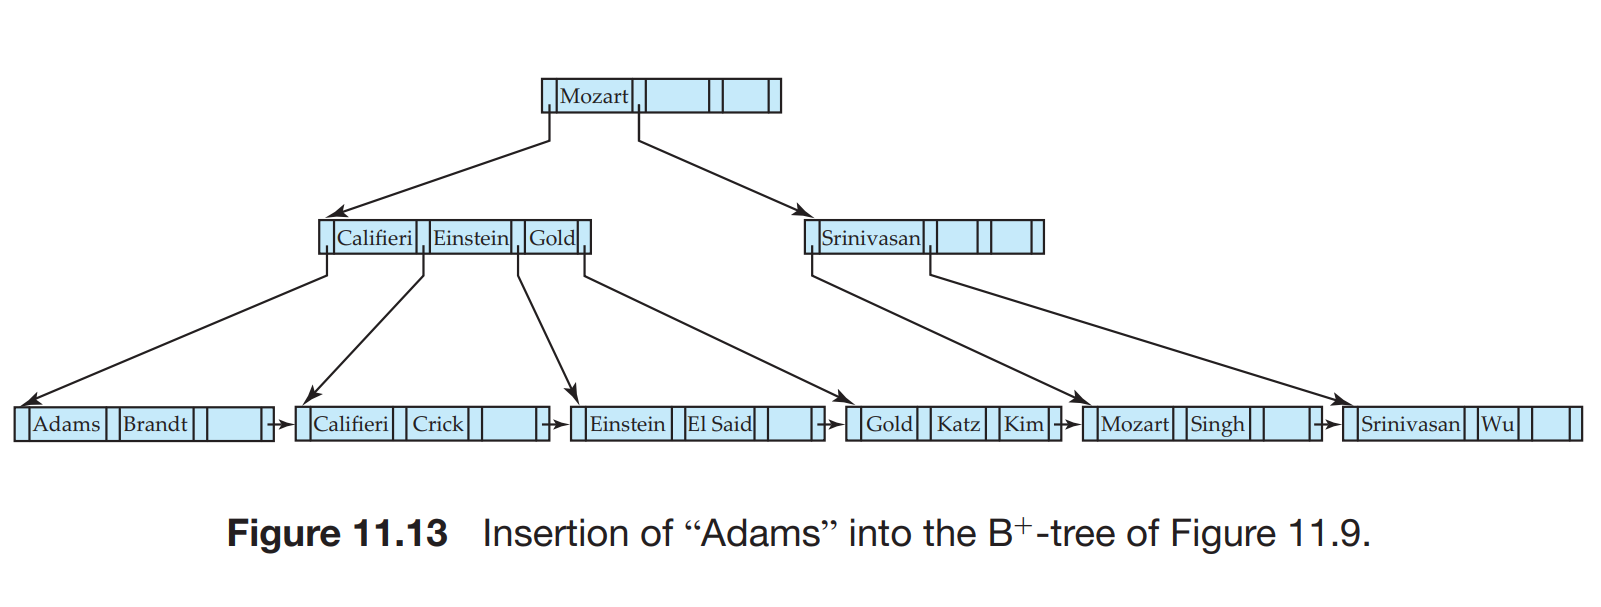 Mozart
Califieri Einstein Gold Srinivasan
Adams Brandt Califieri Crick Einstein El Said Gold Katz Kim Mozart Singh Srinivasan Wu
Figure 11.13 Insertion of “Adams” into the B+-tree of Figure 11.9.